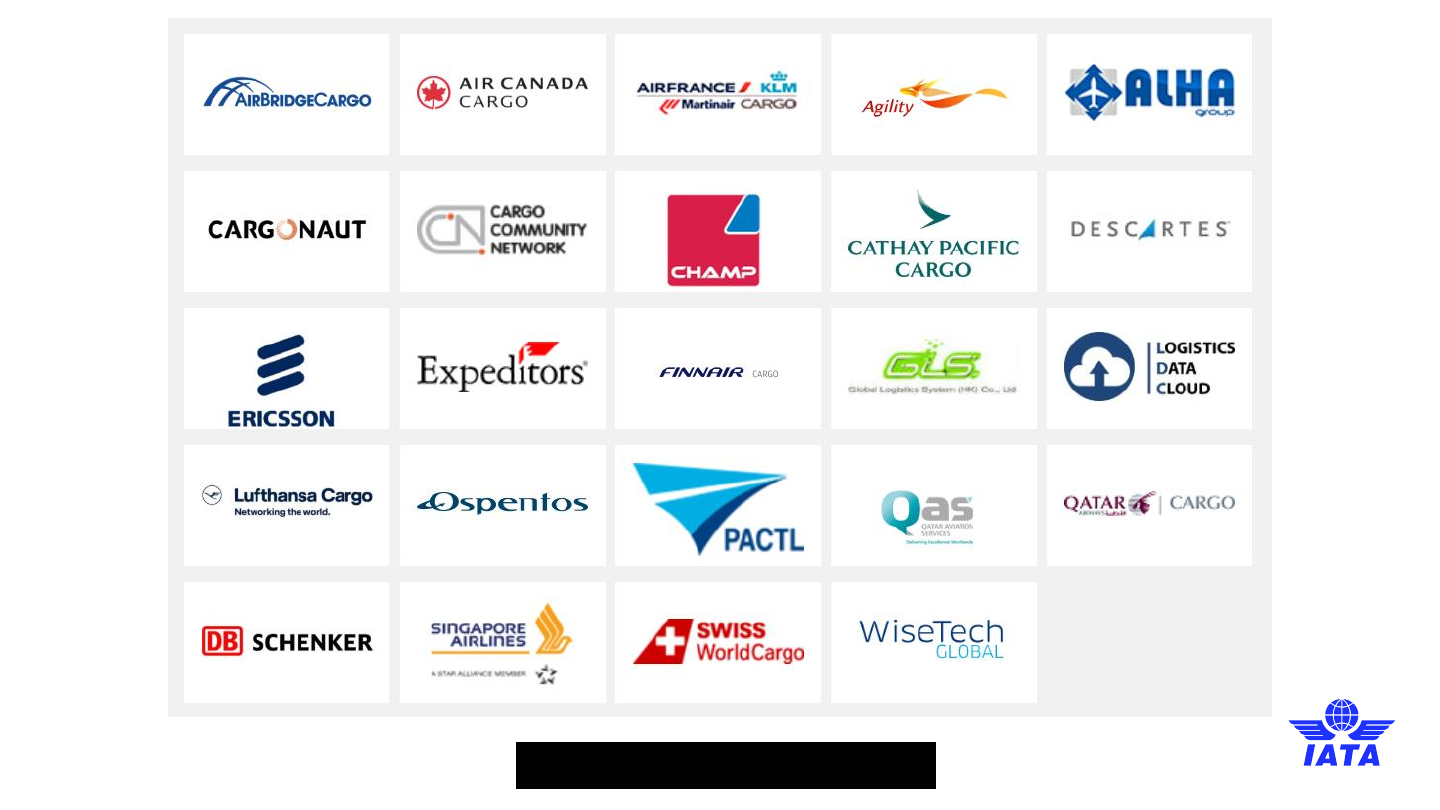 AIRBRIDGECARGO
AIR CANADA
CARGO
AIRFRANCE KLM
Martinair CARGO
Agility
ALHA
group
CARGONAUT
CN
CARGO
COMMUNITY
NETWORK
CHAMP
CATHAY PACIFIC
CARGO
DESCARTES
ERICSSON
Expeditors®
FINNAIR CARGO
GLS
Global Logistics System (HK) Co., Ltd
LOGISTICS
DATA
CLOUD
Lufthansa Cargo
Networking the world.
Ospentos
PACTL
Qas
QATAR AVIATION
SERVICES
Delivering Excellence Worldwide
QATAR CARGO
AIRWAYS القطرية
DB SCHENKER
SINGAPORE
AIRLINES
A STAR ALLIANCE MEMBER
SWISS
WorldCargo
WiseTech
GLOBAL
IATA